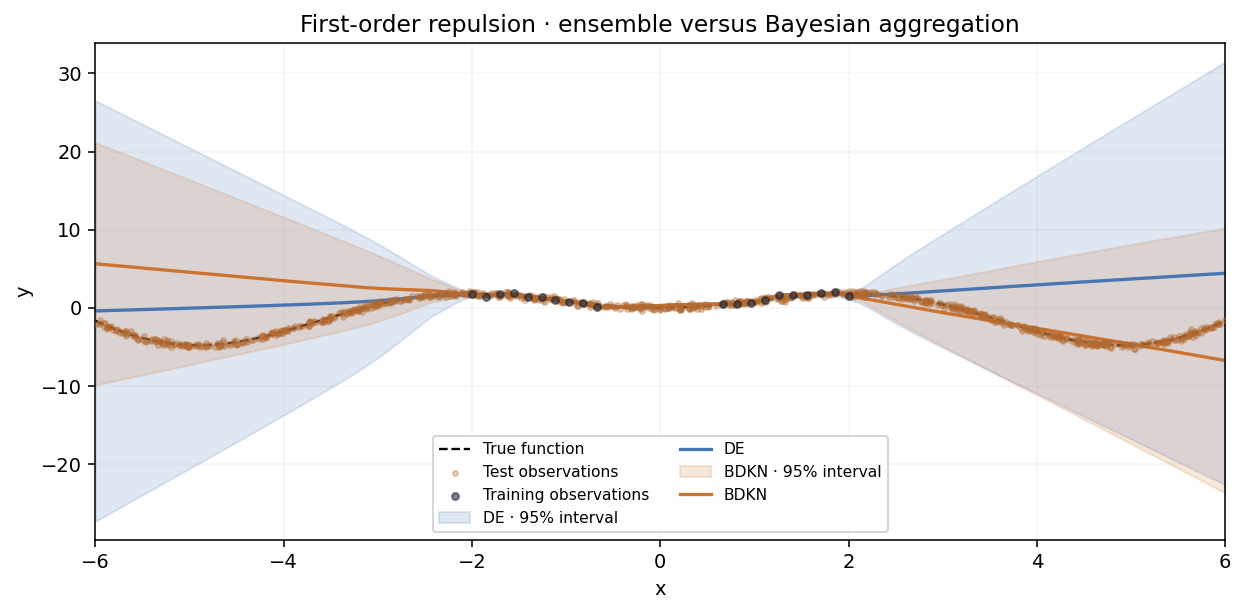 First-order repulsion · ensemble versus Bayesian aggregation
y
30
20
10
0
−10
−20
−6
−4
−2
0
2
4
6
x
True function
Test observations
Training observations
DE · 95% interval
DE
BDKN · 95% interval
BDKN